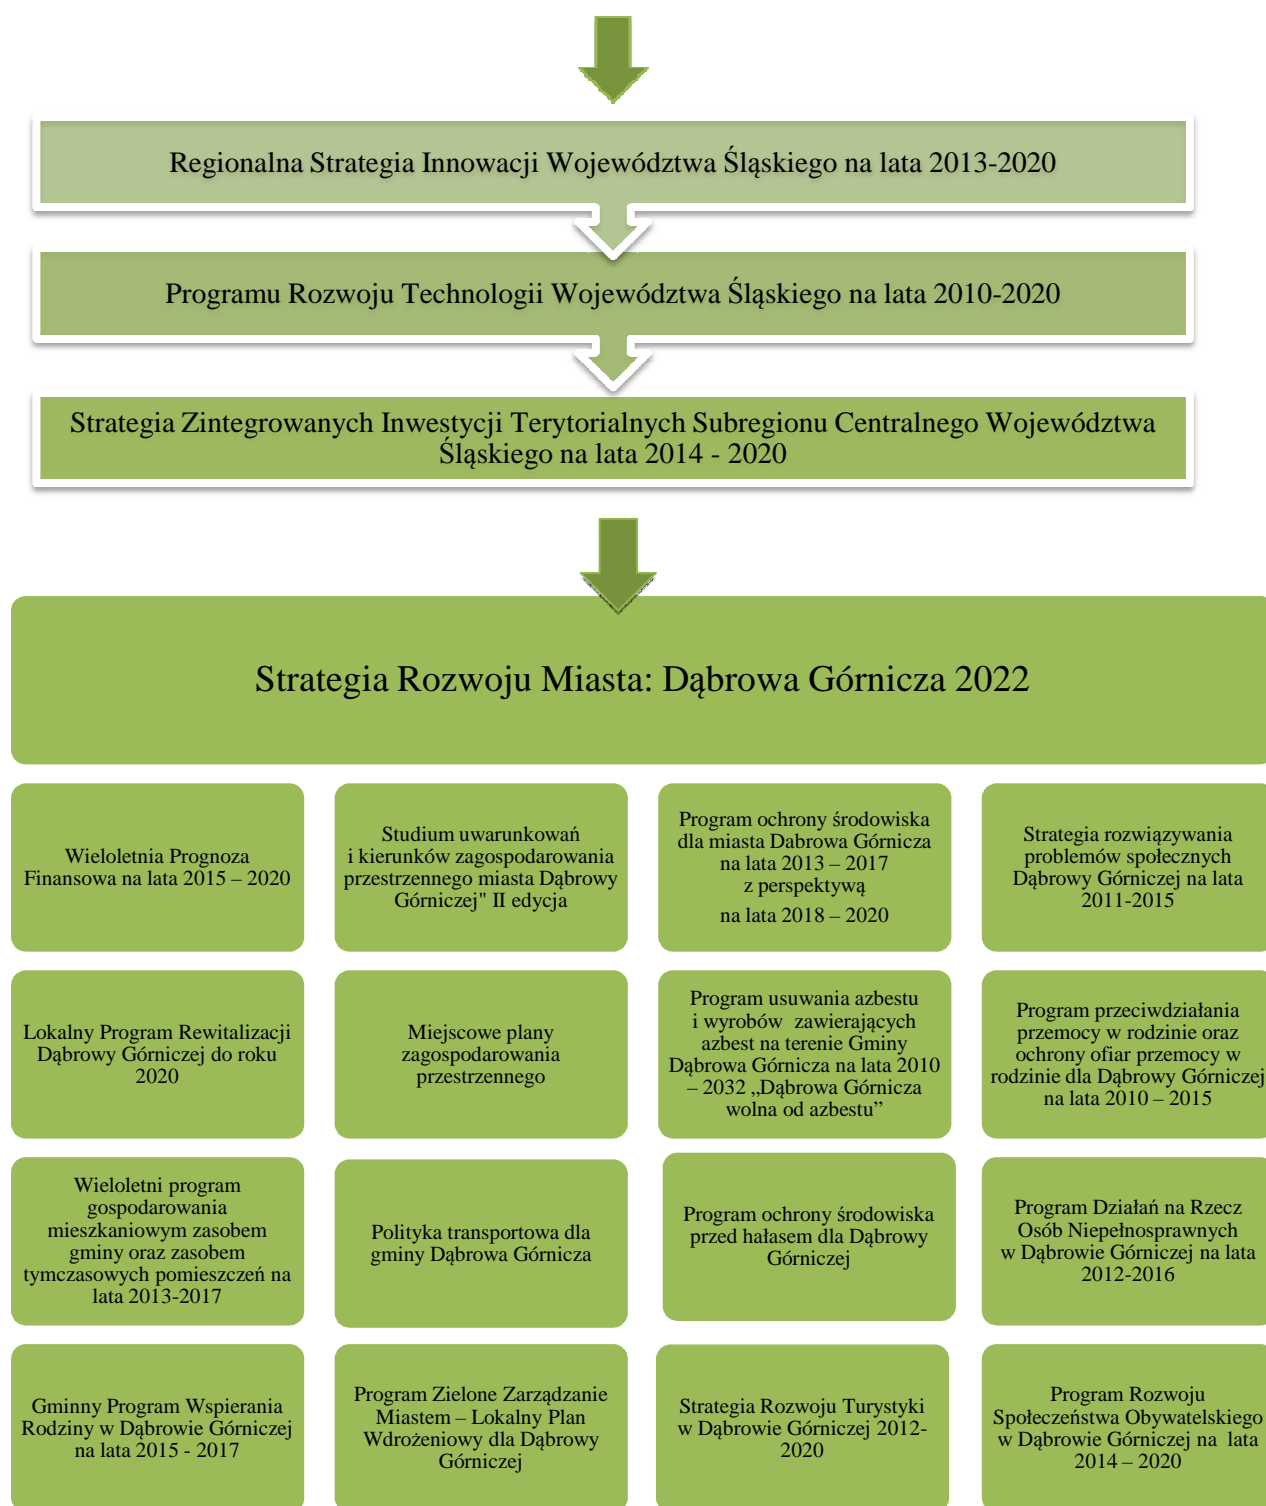 Regionalna Strategia Innowacji Województwa Śląskiego na lata 2013-2020
Programu Rozwoju Technologii Województwa Śląskiego na lata 2010-2020
Strategia Zintegrowanych Inwestycji Terytorialnych Subregionu Centralnego Województwa
Śląskiego na lata 2014 - 2020
Strategia Rozwoju Miasta: Dąbrowa Górnicza 2022
Wieloletnia Prognoza
Finansowa na lata 2015 – 2020
Studium uwarunkowań
i kierunków zagospodarowania
przestrzennego miasta Dąbrowy
Górniczej" II edycja
Program ochrony środowiska
dla miasta Dabrowa Górnicza
na lata 2013 – 2017
z perspektywą
na lata 2018 – 2020
Strategia rozwiązywania
problemów społecznych
Dąbrowy Górniczej na lata
2011-2015
Lokalny Program Rewitalizacji
Dąbrowy Górniczej do roku
2020
Miejscowe plany
zagospodarowania
przestrzennego
Program usuwania azbestu
i wyrobów zawierających
azbest na terenie Gminy
Dąbrowa Górnicza na lata 2010
– 2032 „Dąbrowa Górnicza
wolna od azbestu”
Program przeciwdziałania
przemocy w rodzinie oraz
ochrony ofiar przemocy w
rodzinie dla Dąbrowy Górniczej
na lata 2010 – 2015
Wieloletni program
gospodarowania
mieszkaniowym zasobem
gminy oraz zasobem
tymczasowych pomieszczeń na
lata 2013-2017
Polityka transportowa dla
gminy Dąbrowa Górnicza
Program ochrony środowiska
przed hałasem dla Dąbrowy
Górniczej
Program Działań na Rzecz
Osób Niepełnosprawnych
w Dąbrowie Górniczej na lata
2012-2016
Gminny Program Wspierania
Rodziny w Dąbrowie Górniczej
na lata 2015 - 2017
Program Zielone Zarządzanie
Miastem – Lokalny Plan
Wdrożeniowy dla Dąbrowy
Górniczej
Strategia Rozwoju Turystyki
w Dąbrowie Górniczej 2012-
2020
Program Rozwoju
Społeczeństwa Obywatelskiego
w Dąbrowie Górniczej na lata
2014 – 2020